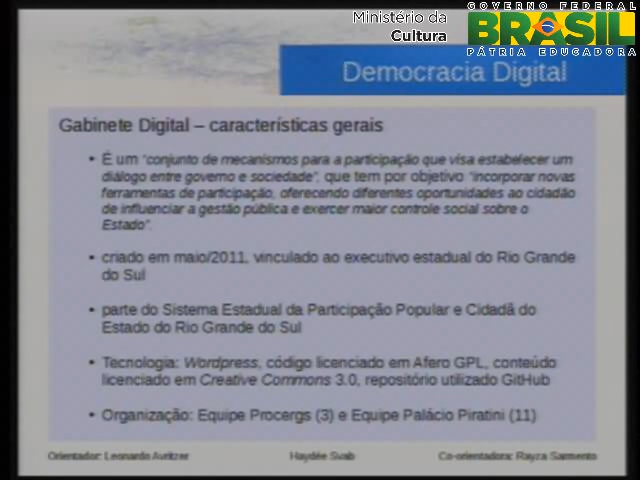 Ministério da
Cultura
GOVERNO FEDERAL
BRASIL
PÁTRIA EDUCADORA
Democracia Digital
Gabinete Digital – características gerais
• É um "conjunto de mecanismos para a participação que visa estabelecer um
diálogo entre governo e sociedade", que tem por objetivo "incorporar novas
ferramentas de participação, oferecendo diferentes oportunidades ao cidadão
de influenciar a gestão pública e exercer maior controle social sobre o
Estado".
• criado em maio/2011, vinculado ao executivo estadual do Rio Grande
do Sul
• parte do Sistema Estadual da Participação Popular e Cidadã do
Estado do Rio Grande do Sul
• Tecnologia: Wordpress, código licenciado em Afero GPL, conteúdo
licenciado em Creative Commons 3.0, repositório utilizado GitHub
• Organização: Equipe Procergs (3) e Equipe Palácio Piratini (11)
Orientador: Leonardo Avritzer
Haydée Svab
Co-orientadora: Rayza Sarmento